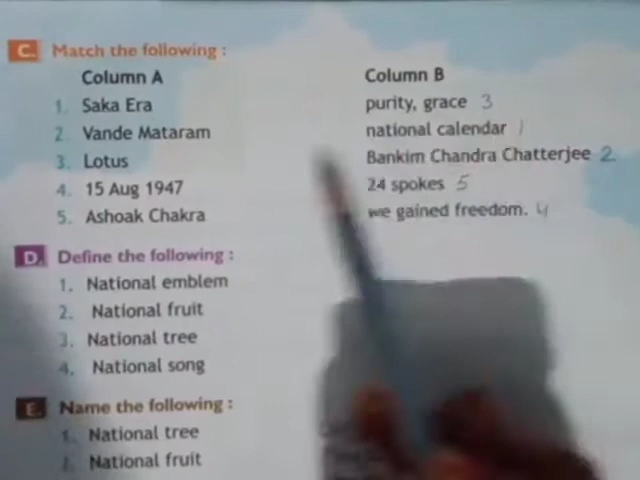 C. Match the following :
Column A Column B
1. Saka Era purity, grace 3
2. Vande Mataram national calendar 1
3. Lotus Bankim Chandra Chatterjee 2
4. 15 Aug 1947 24 spokes 5
5. Ashoak Chakra we gained freedom. 4
D. Define the following :
1. National emblem
2. National fruit
3. National tree
4. National song
E. Name the following :
1. National tree
2. National fruit